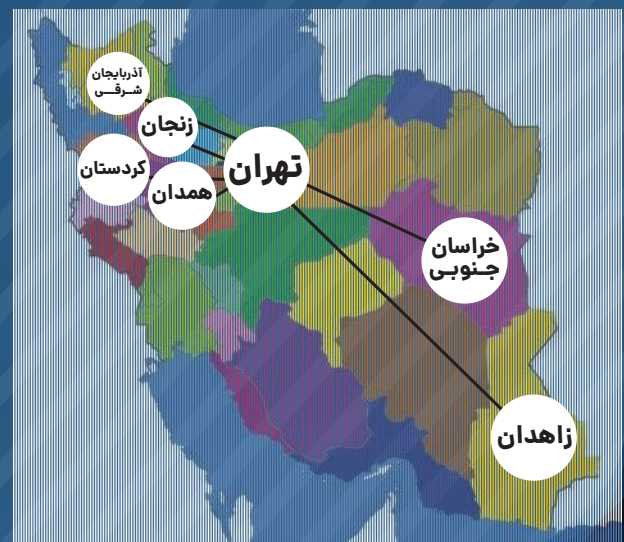 آذربایجان
شـرقـــی
زنجان
تهران
کردستان
همدان
خراسان
جـنوبـی
زاهدان